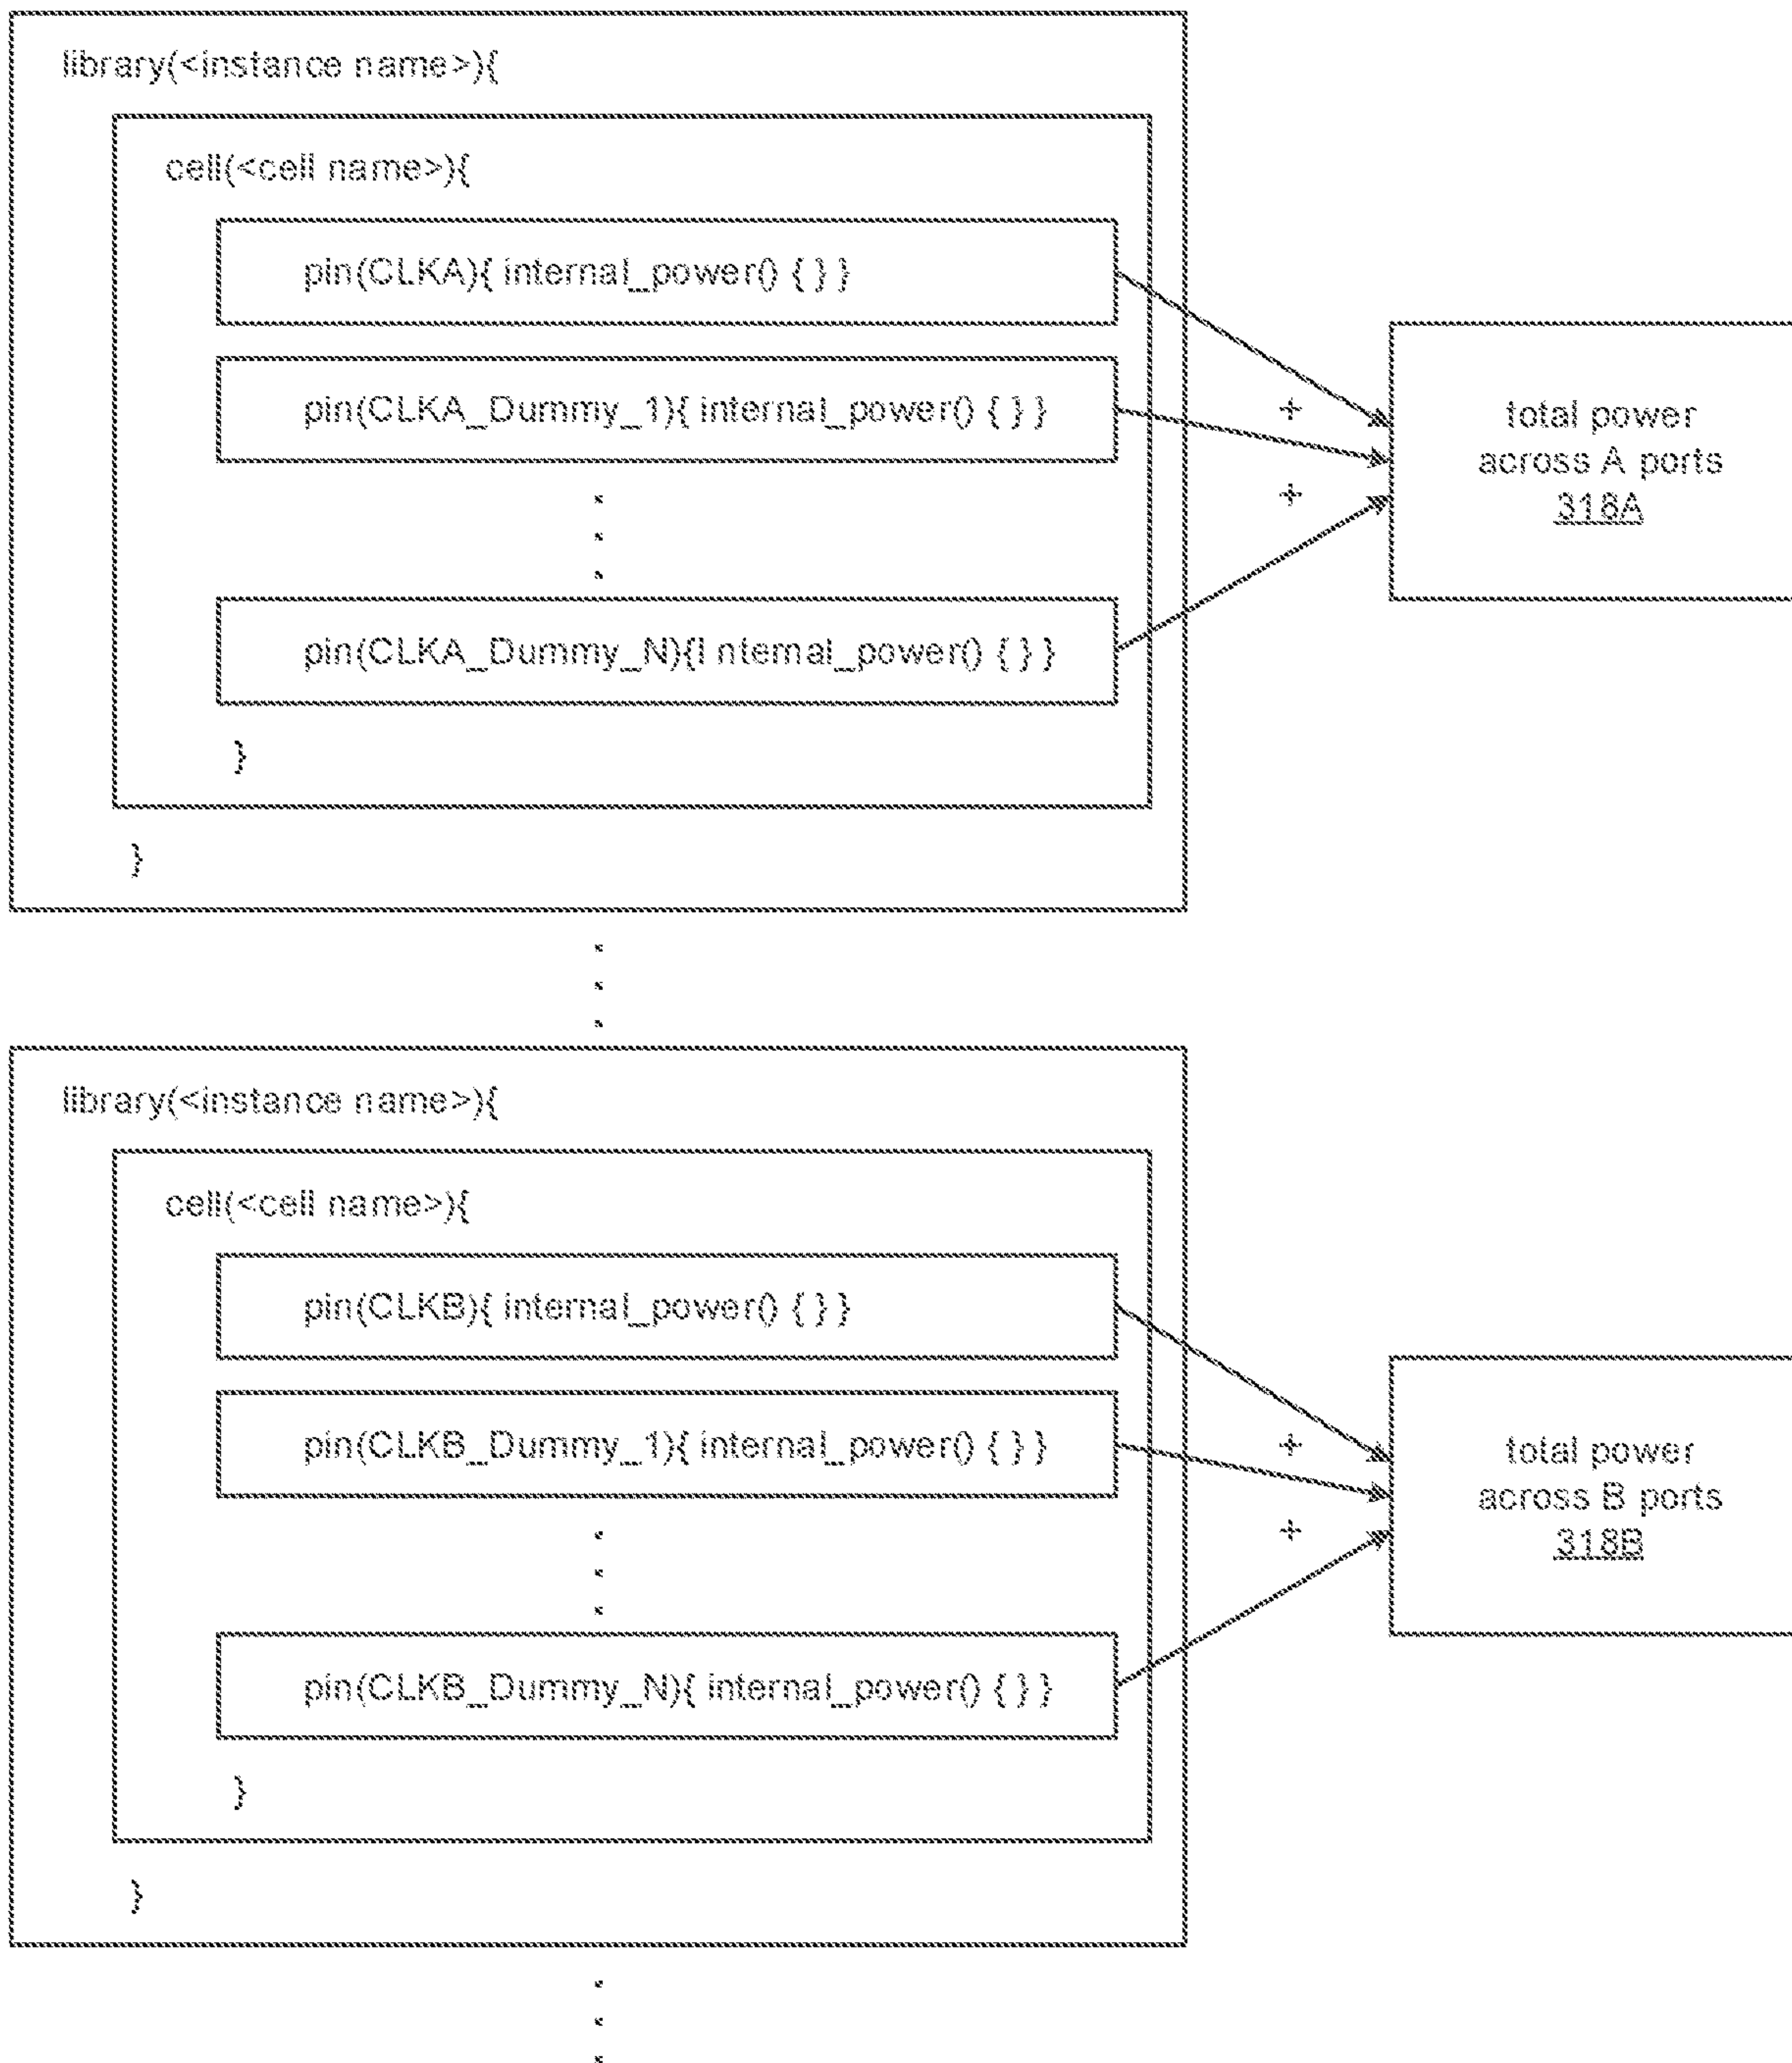 library(<instance name>){
cell(<cell name>){
pin(CLKA){ internal_power() { } }
pin(CLKA_Dummy_1){ internal_power() { } }
+
+
total power
across A ports
318A
pin(CLKA_Dummy_N){I nternal_power() { } }
}
}
library(<instance name>){
cell(<cell name>){
pin(CLKB){ internal_power() { } }
pin(CLKB_Dummy_1){ internal_power() { } }
+
+
total power
across B ports
318B
pin(CLKB_Dummy_N){ internal_power() { } }
}
}